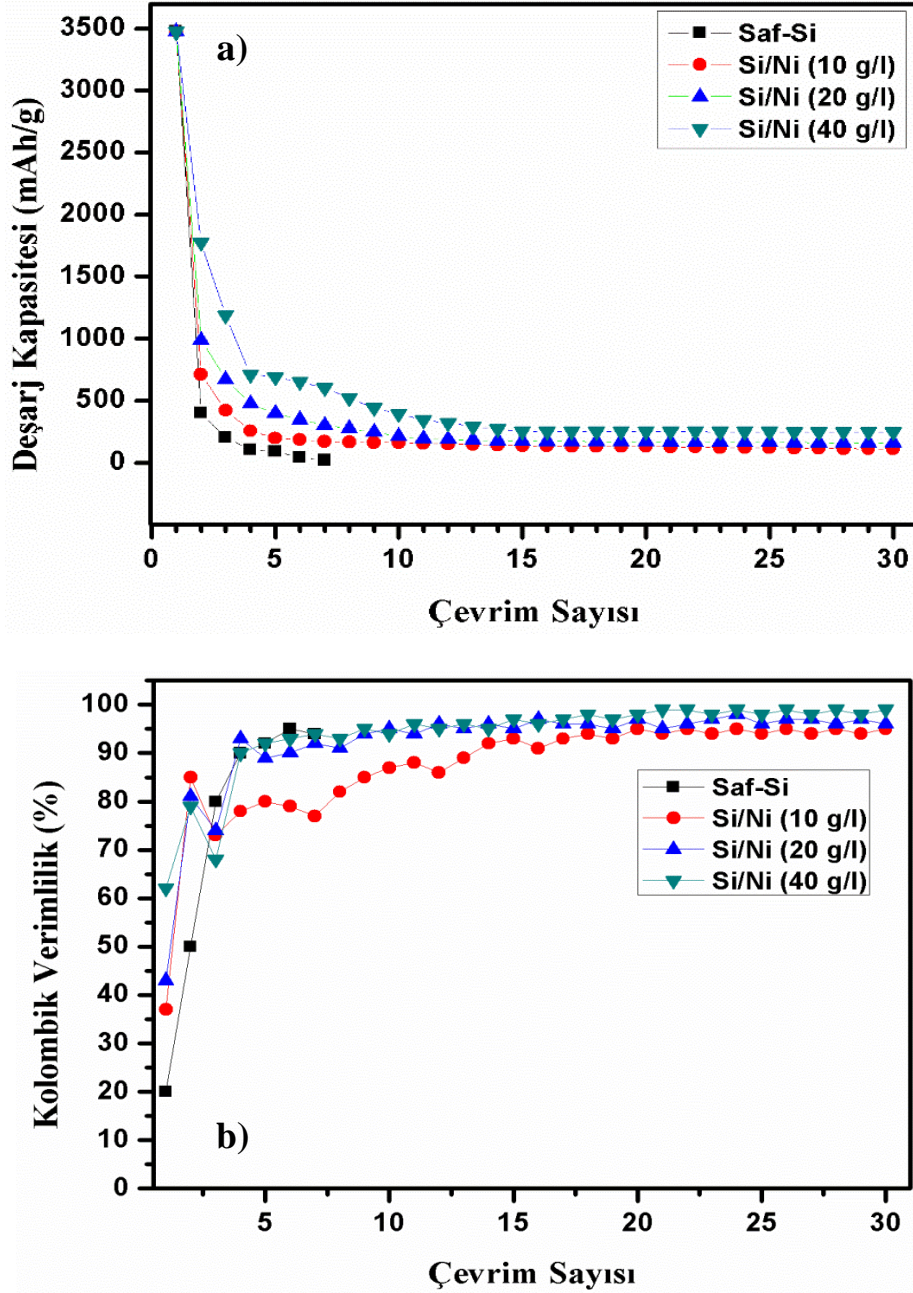 a)
Saf-Si
Si/Ni (10 g/l)
Si/Ni (20 g/l)
Si/Ni (40 g/l)
3500
3000
2500
2000
1500
1000
500
0
Deşarj Kapasitesi (mAh/g)
0 5 10 15 20 25 30
Çevrim Sayısı
100
90
80
70
60
50
40
30
20
10
0
Kolombik Verimlilik (%)
Saf-Si
Si/Ni (10 g/l)
Si/Ni (20 g/l)
Si/Ni (40 g/l)
b)
5 10 15 20 25 30
Çevrim Sayısı